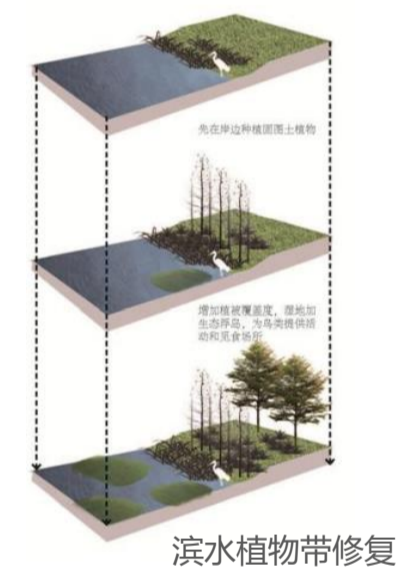 先在岸边种植固土植物
增加植被覆盖度，湿地加
生态浮岛，为鸟类提供活
动和觅食场所
滨水植物带修复